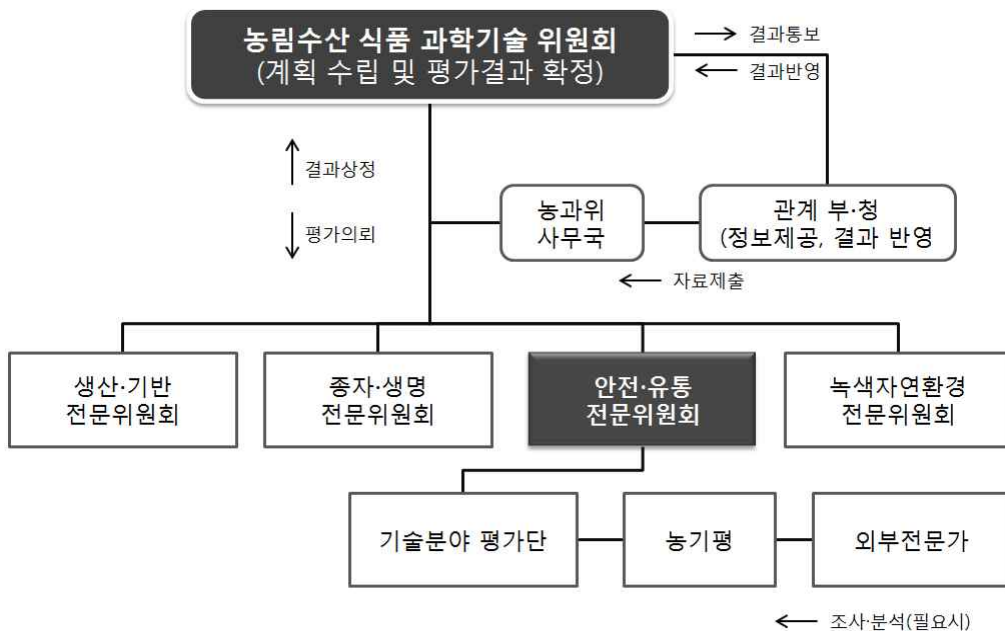 농림수산 식품 과학기술 위원회
(계획 수립 및 평가결과 확정)
결과통보
결과반영
결과상정
평가의뢰
농과위
사무국
관계 부·청
(정보제공, 결과 반영
자료제출
생산·기반
전문위원회
종자·생명
전문위원회
안전·유통
전문위원회
녹색자연환경
전문위원회
기술분야 평가단
농기평
외부전문가
조사·분석(필요시)